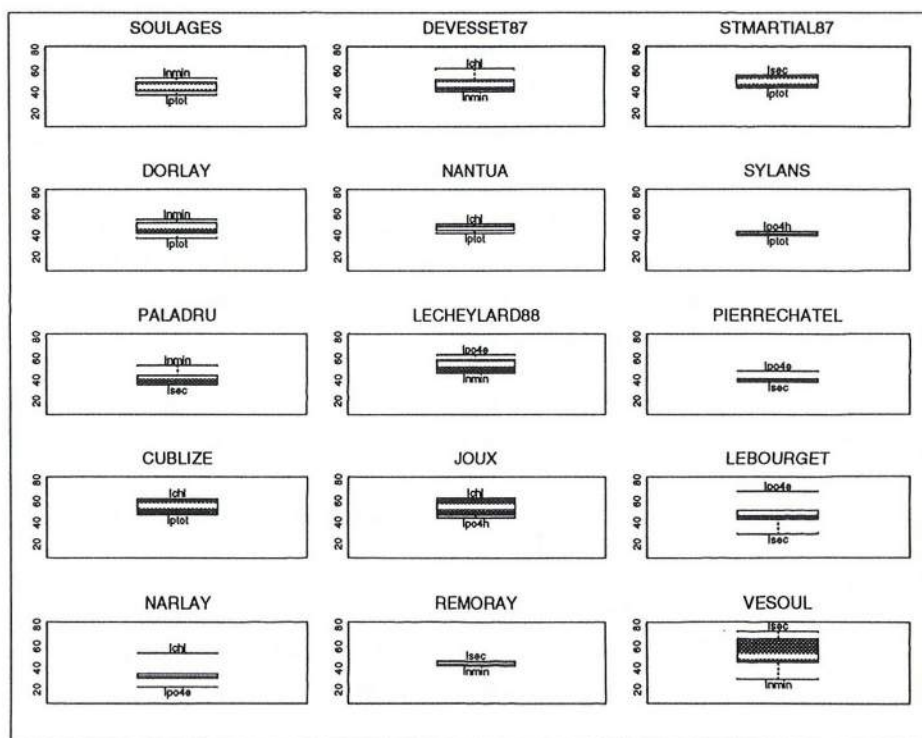 SOULAGES DEVESSET87 STMARTIAL87
80 60 40 20 Inmin Iptot
80 60 40 20 Ichl Inmin
80 60 40 20 Isec Iptot
DORLAY NANTUA SYLANS
80 60 40 20 Inmin Iptot
80 60 40 20 Ichl Iptot
80 60 40 20 Ipo4h Iptot
PALADRU LECHEYLARD88 PIERRECHATEL
80 60 40 20 Inmin Isec
80 60 40 20 Ipo4e Inmin
80 60 40 20 Ipo4e Isec
CUBLIZE JOUX LEBOURGET
80 60 40 20 Ichl Iptot
80 60 40 20 Ichl Ipo4h
80 60 40 20 Ipo4e Isec
NARLAY REMORAY VESOUL
80 60 40 20 Ichl Ipo4e
80 60 40 20 Isec Inmin
80 60 40 20 Isec Inmin